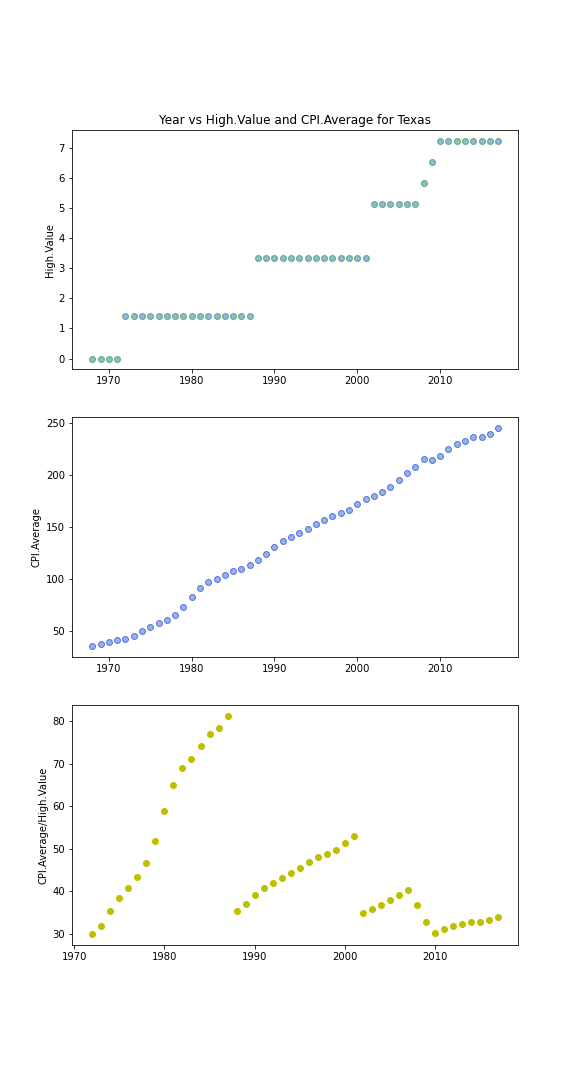 Year vs High.Value and CPI.Average for Texas
High.Value
7
6
5
4
3
2
1
0
1970 1980 1990 2000 2010
CPI.Average
250
200
150
100
50
1970 1980 1990 2000 2010
CPI.Average/High.Value
80
70
60
50
40
30
1970 1980 1990 2000 2010